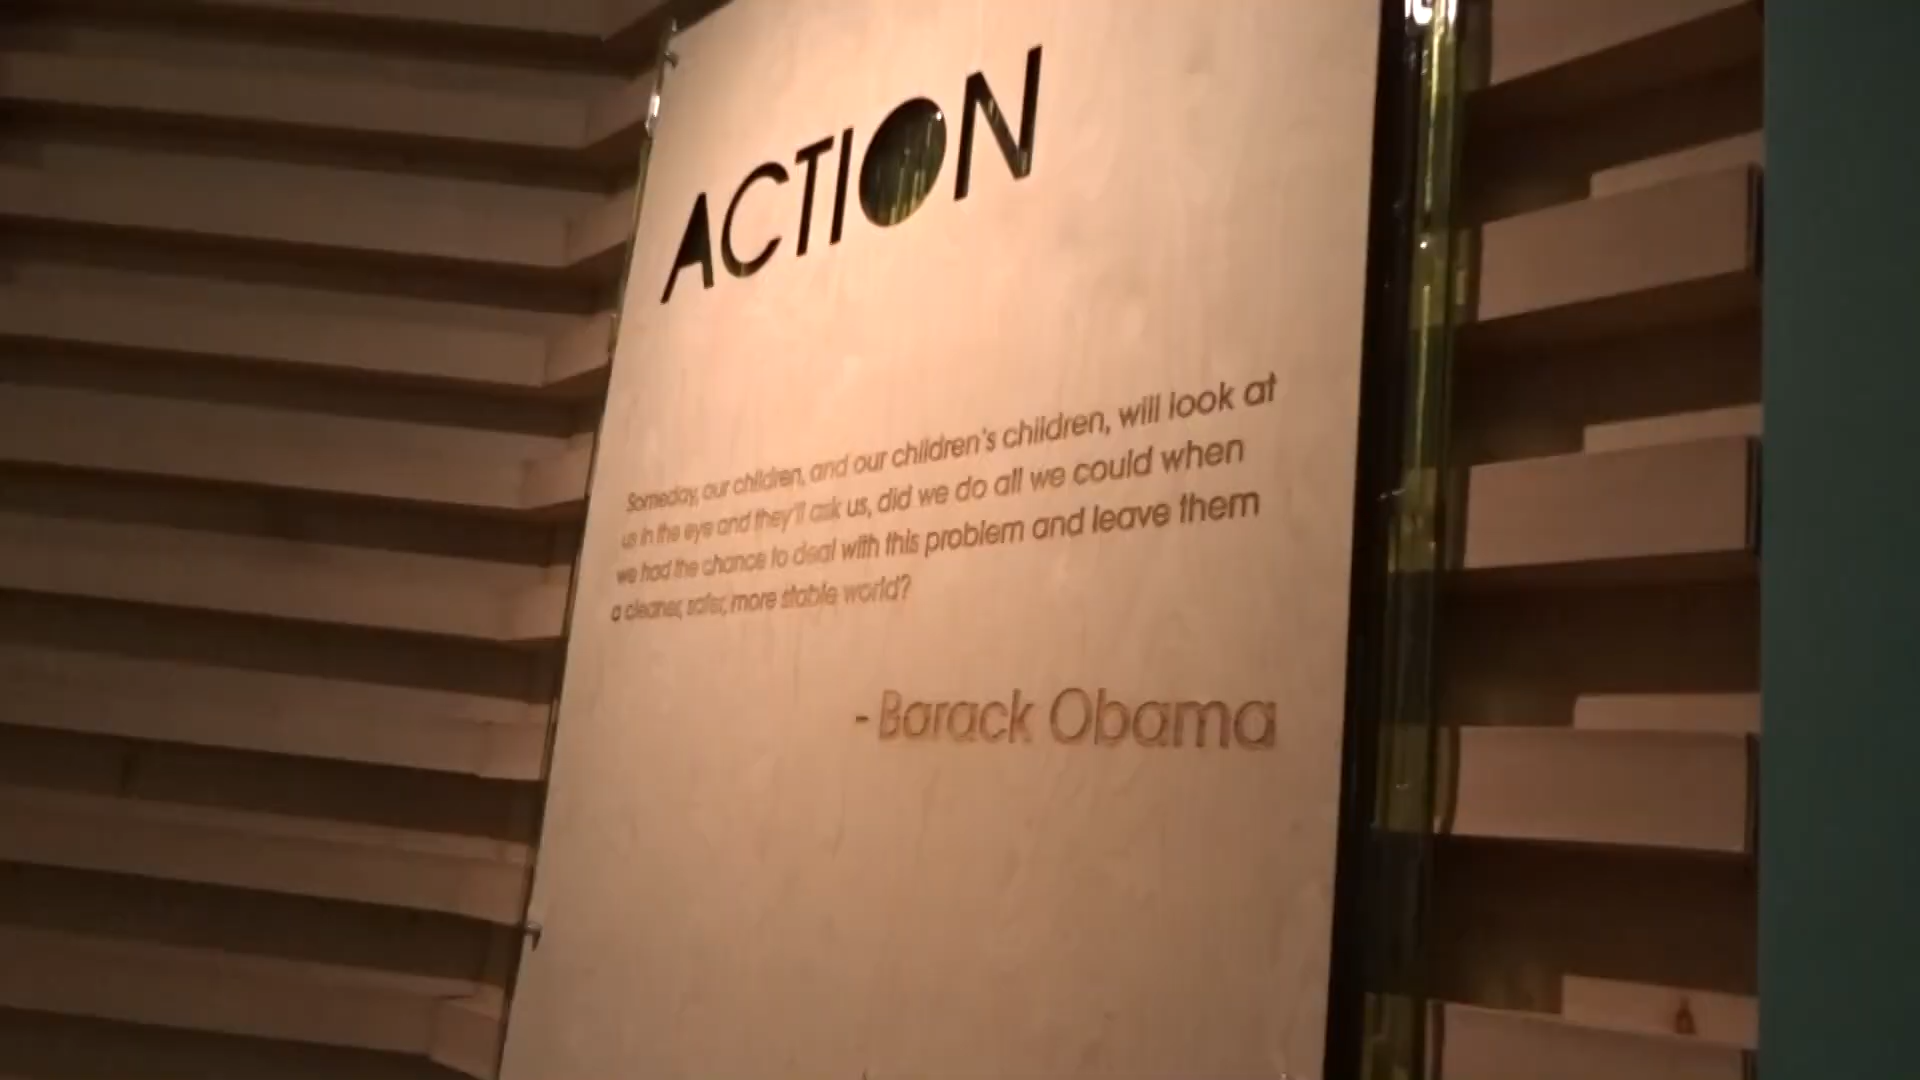 ACTION
Someday, our children, and our children's children, will look at
us in the eye and they'll ask us, did we do all we could when
we had the chance to deal with this problem and leave them
a cleaner, safer, more stable world?
- Barack Obama